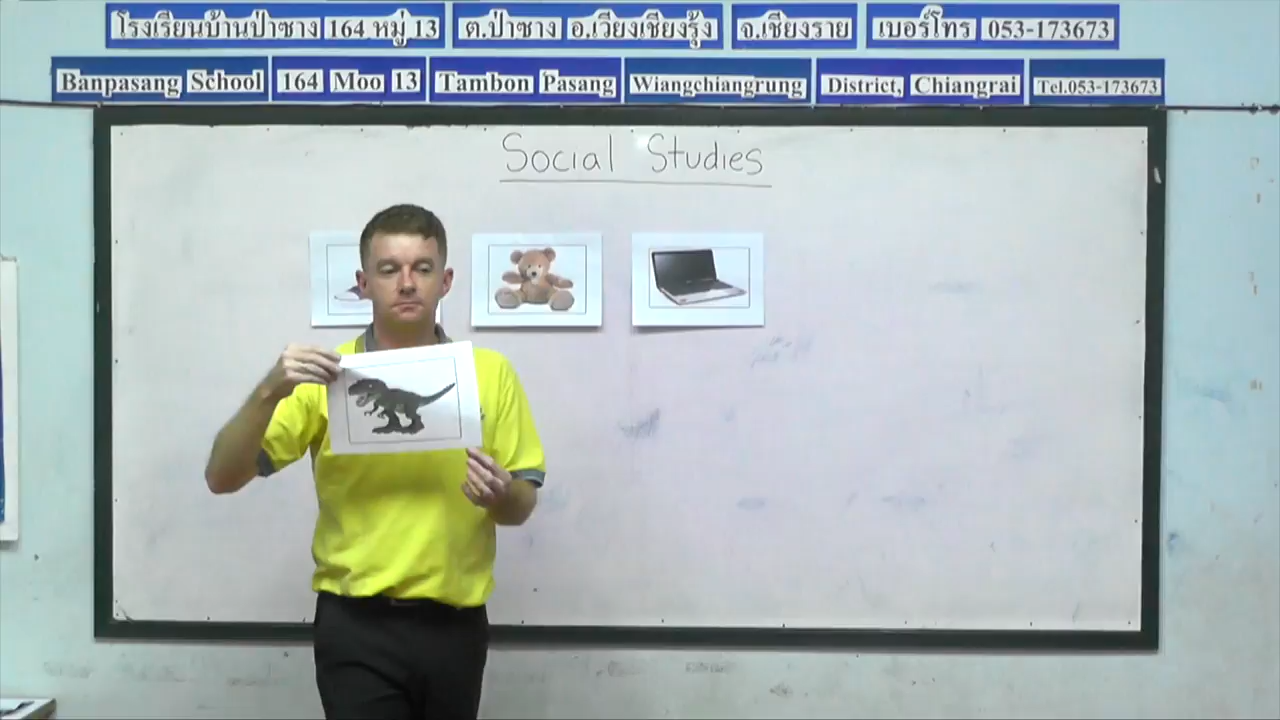 โรงเรียนบ้านป่าซาง 164 หมู่ 13 ต.ป่าซาง อ.เวียงเชียงรุ้ง จ.เชียงราย เบอร์โทร 053-173673
Banpasang School 164 Moo 13 Tambon Pasang Wiangchiangrung District, Chiangrai Tel.053-173673
Social Studies